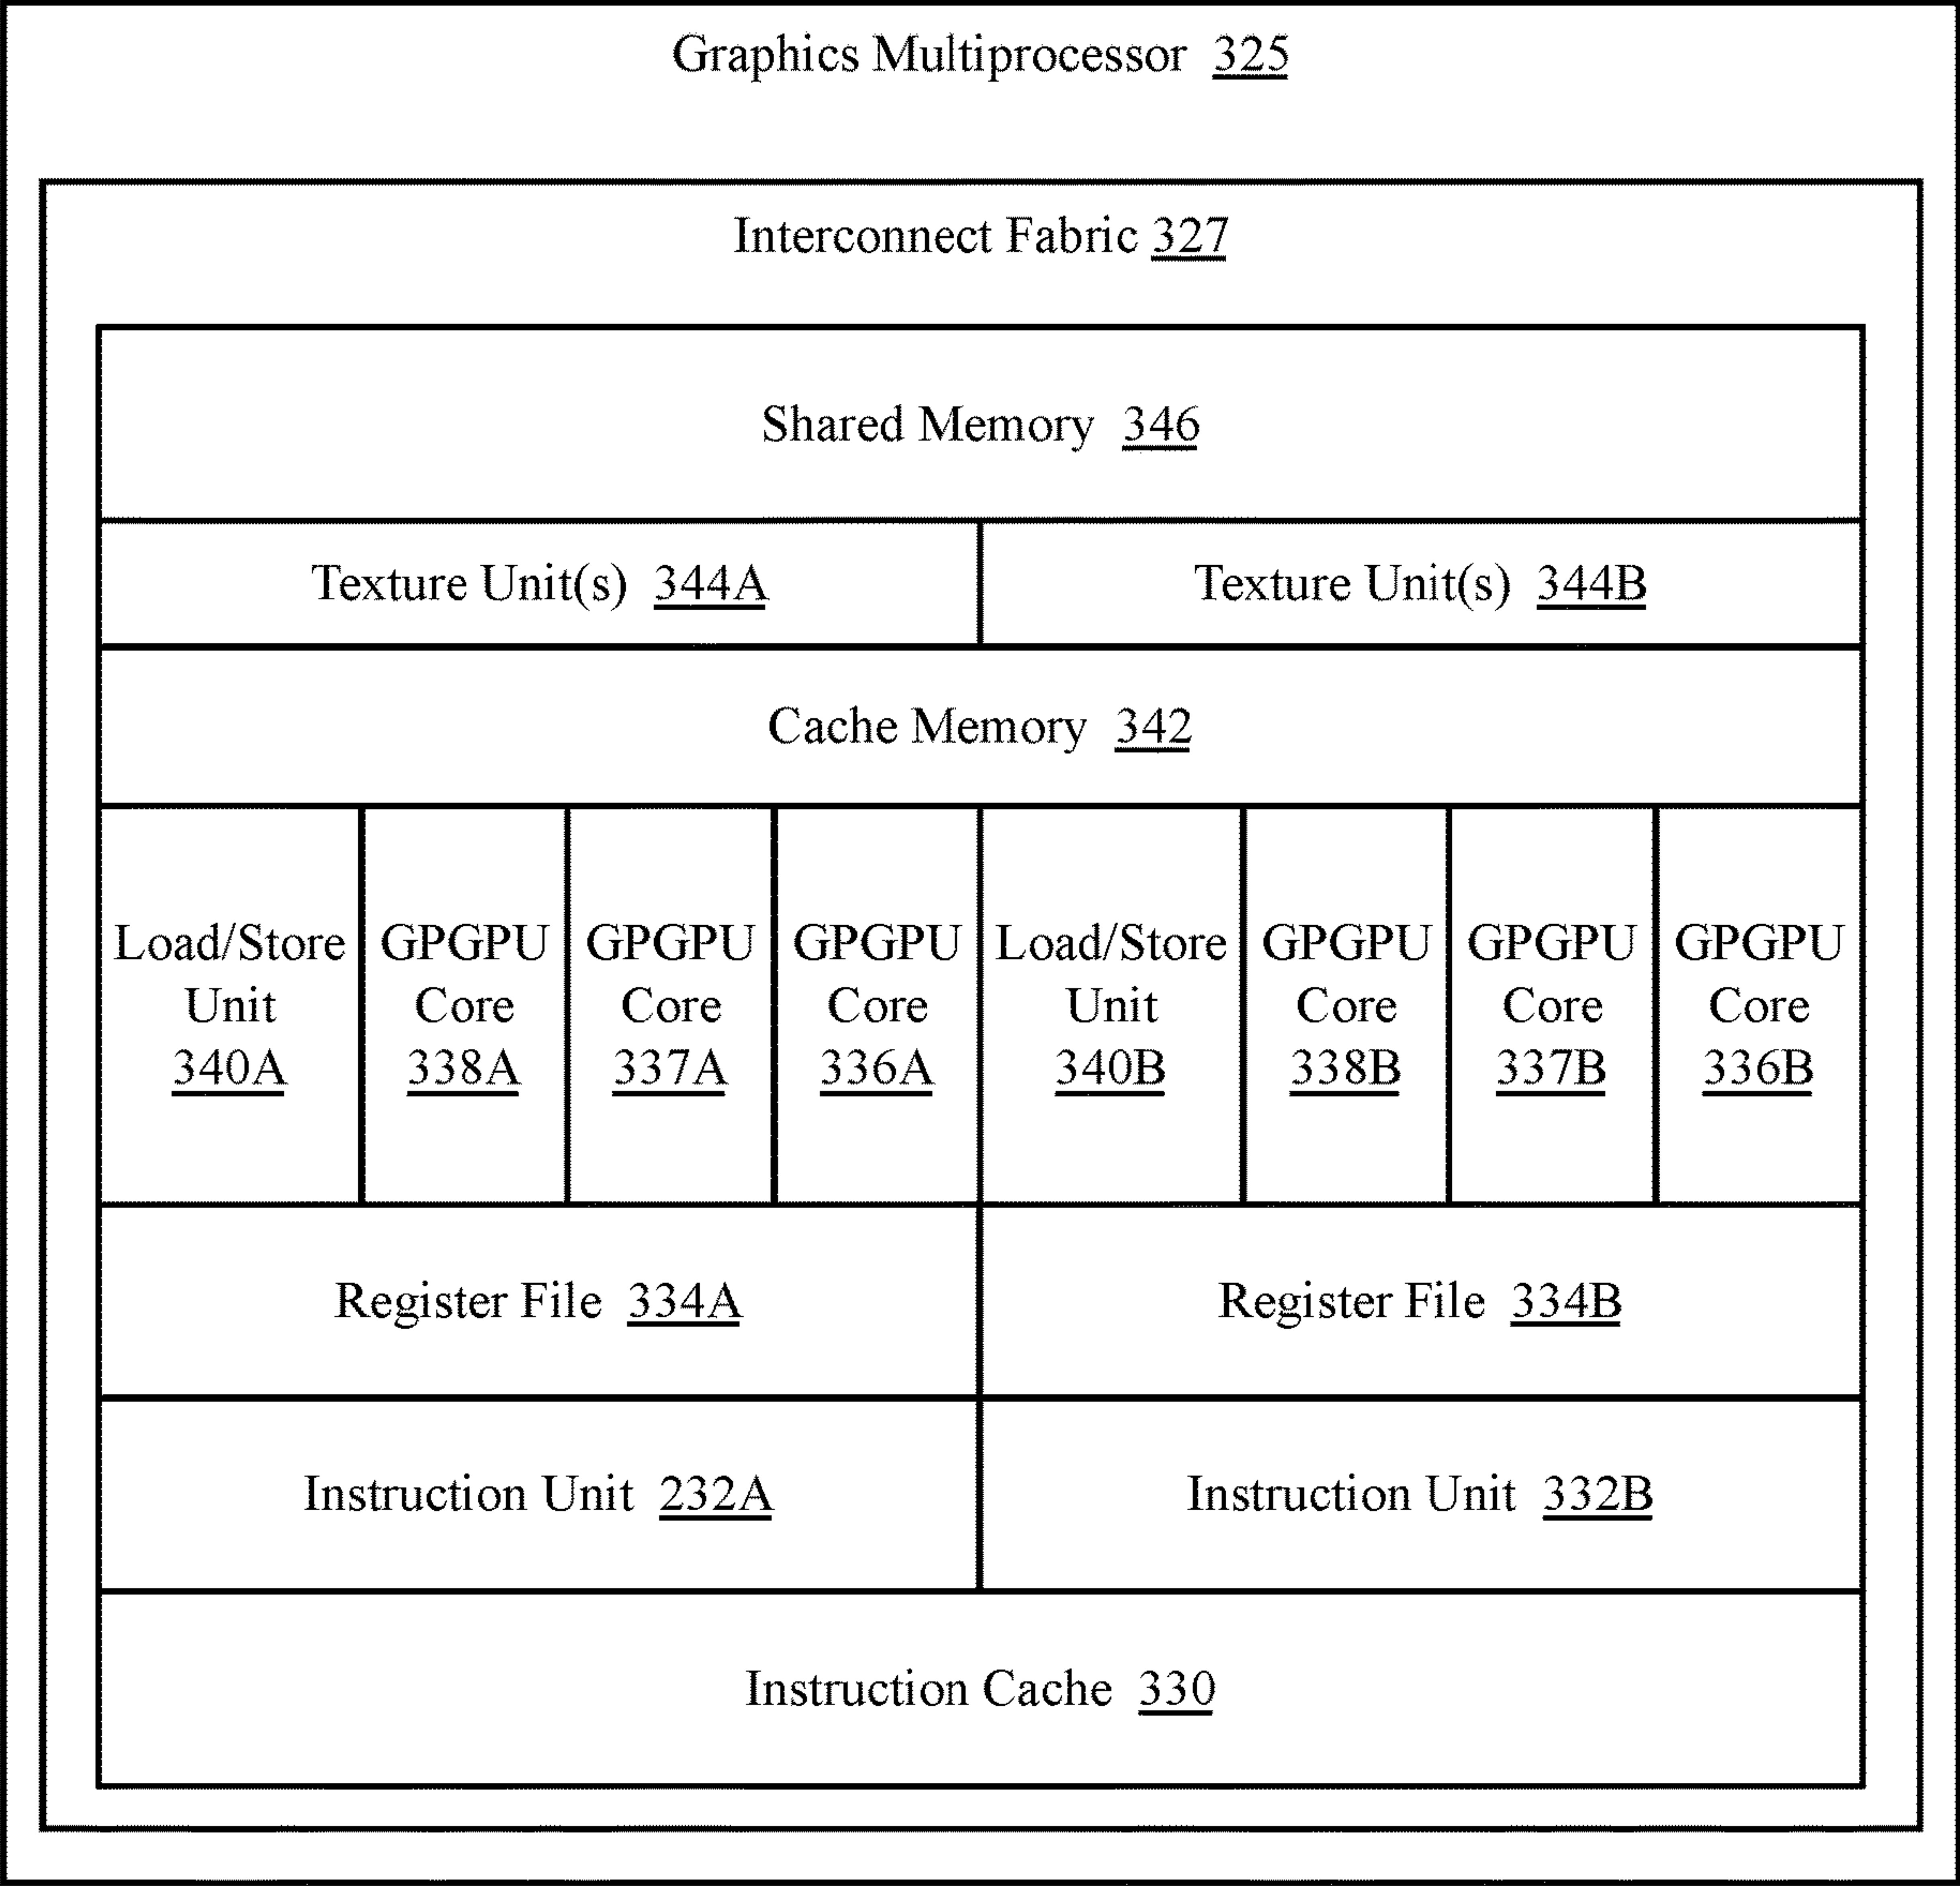 Graphics Multiprocessor 325
Interconnect Fabric 327
Shared Memory 346
Texture Unit(s) 344A
Texture Unit(s) 344B
Cache Memory 342
Load/Store
Unit
340A
GPGPU
Core
338A
GPGPU
Core
337A
GPGPU
Core
336A
Load/Store
Unit
340B
GPGPU
Core
338B
GPGPU
Core
337B
GPGPU
Core
336B
Register File 334A
Register File 334B
Instruction Unit 232A
Instruction Unit 332B
Instruction Cache 330